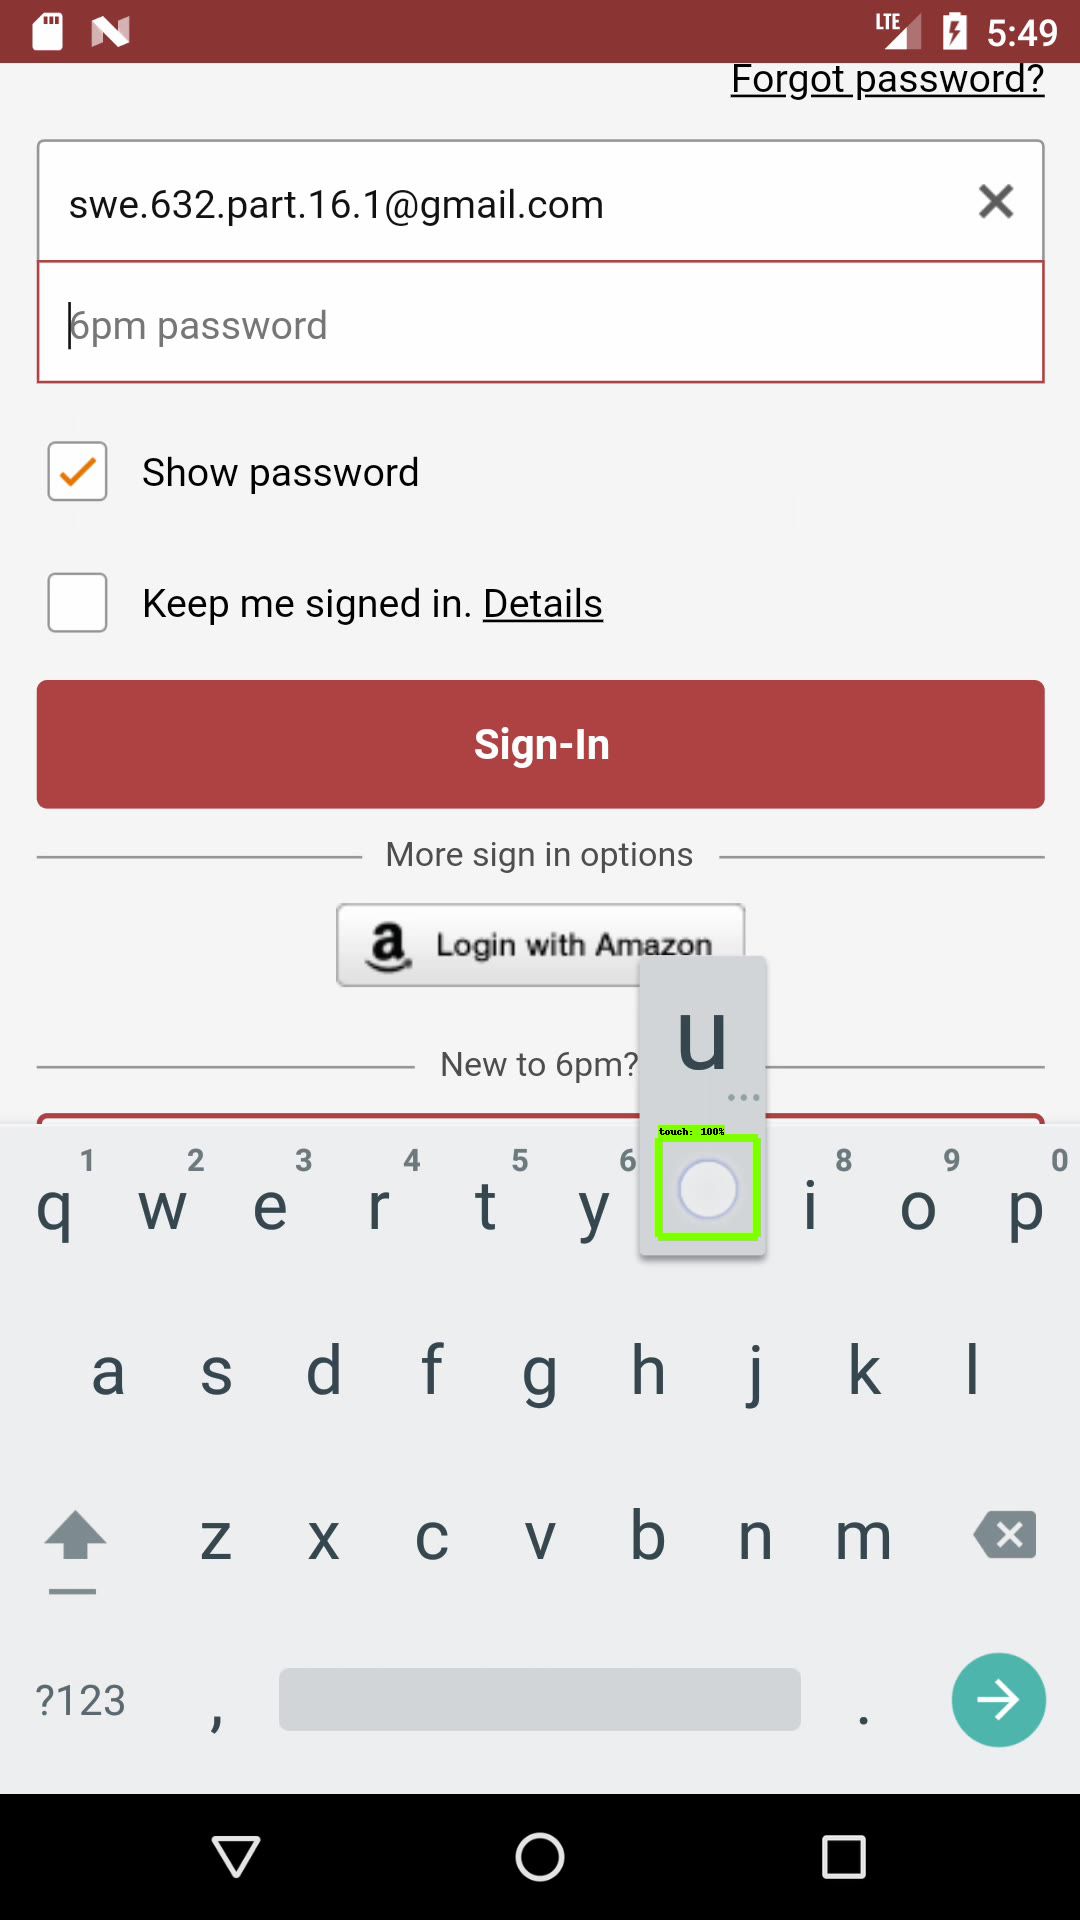 LTE 5:49
Forgot password?
swe.632.part.16.1@gmail.com
6pm password
Show password
Keep me signed in. Details
Sign-In
More sign in options
a Login with Amazon
u
New to 6pm?
touch: 100%
1 2 3 4 5 6 8 9 0
q w e r t y i o p
a s d f g h j k l
z x c v b n m
?123 , .